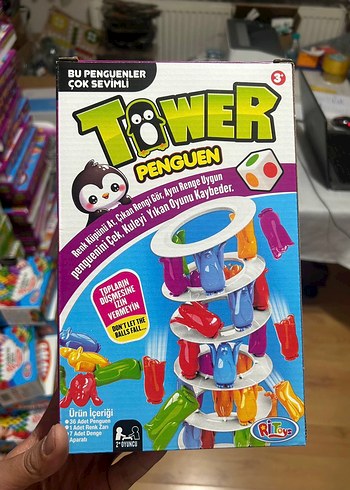 BU PENGUENLER
ÇOK SEVİMLİ
3+
TOWER
PENGUEN
Renk Küpünü At, Çıkan Rengi Gör, Aynı Renge Uygun
penguenini Çek, Kuleyi Yıkan Oyunu Kaybeder.
TOPLARIN
DÜŞMESİNE
İZİN
VERMEYİN
DON'T LET THE
BALLS FALL...
Ürün İçeriği
36 Adet Penguen
1 Adet Renk Zarı
7 Adet Denge
Aparatı
2+ OYUNCU
RiToys